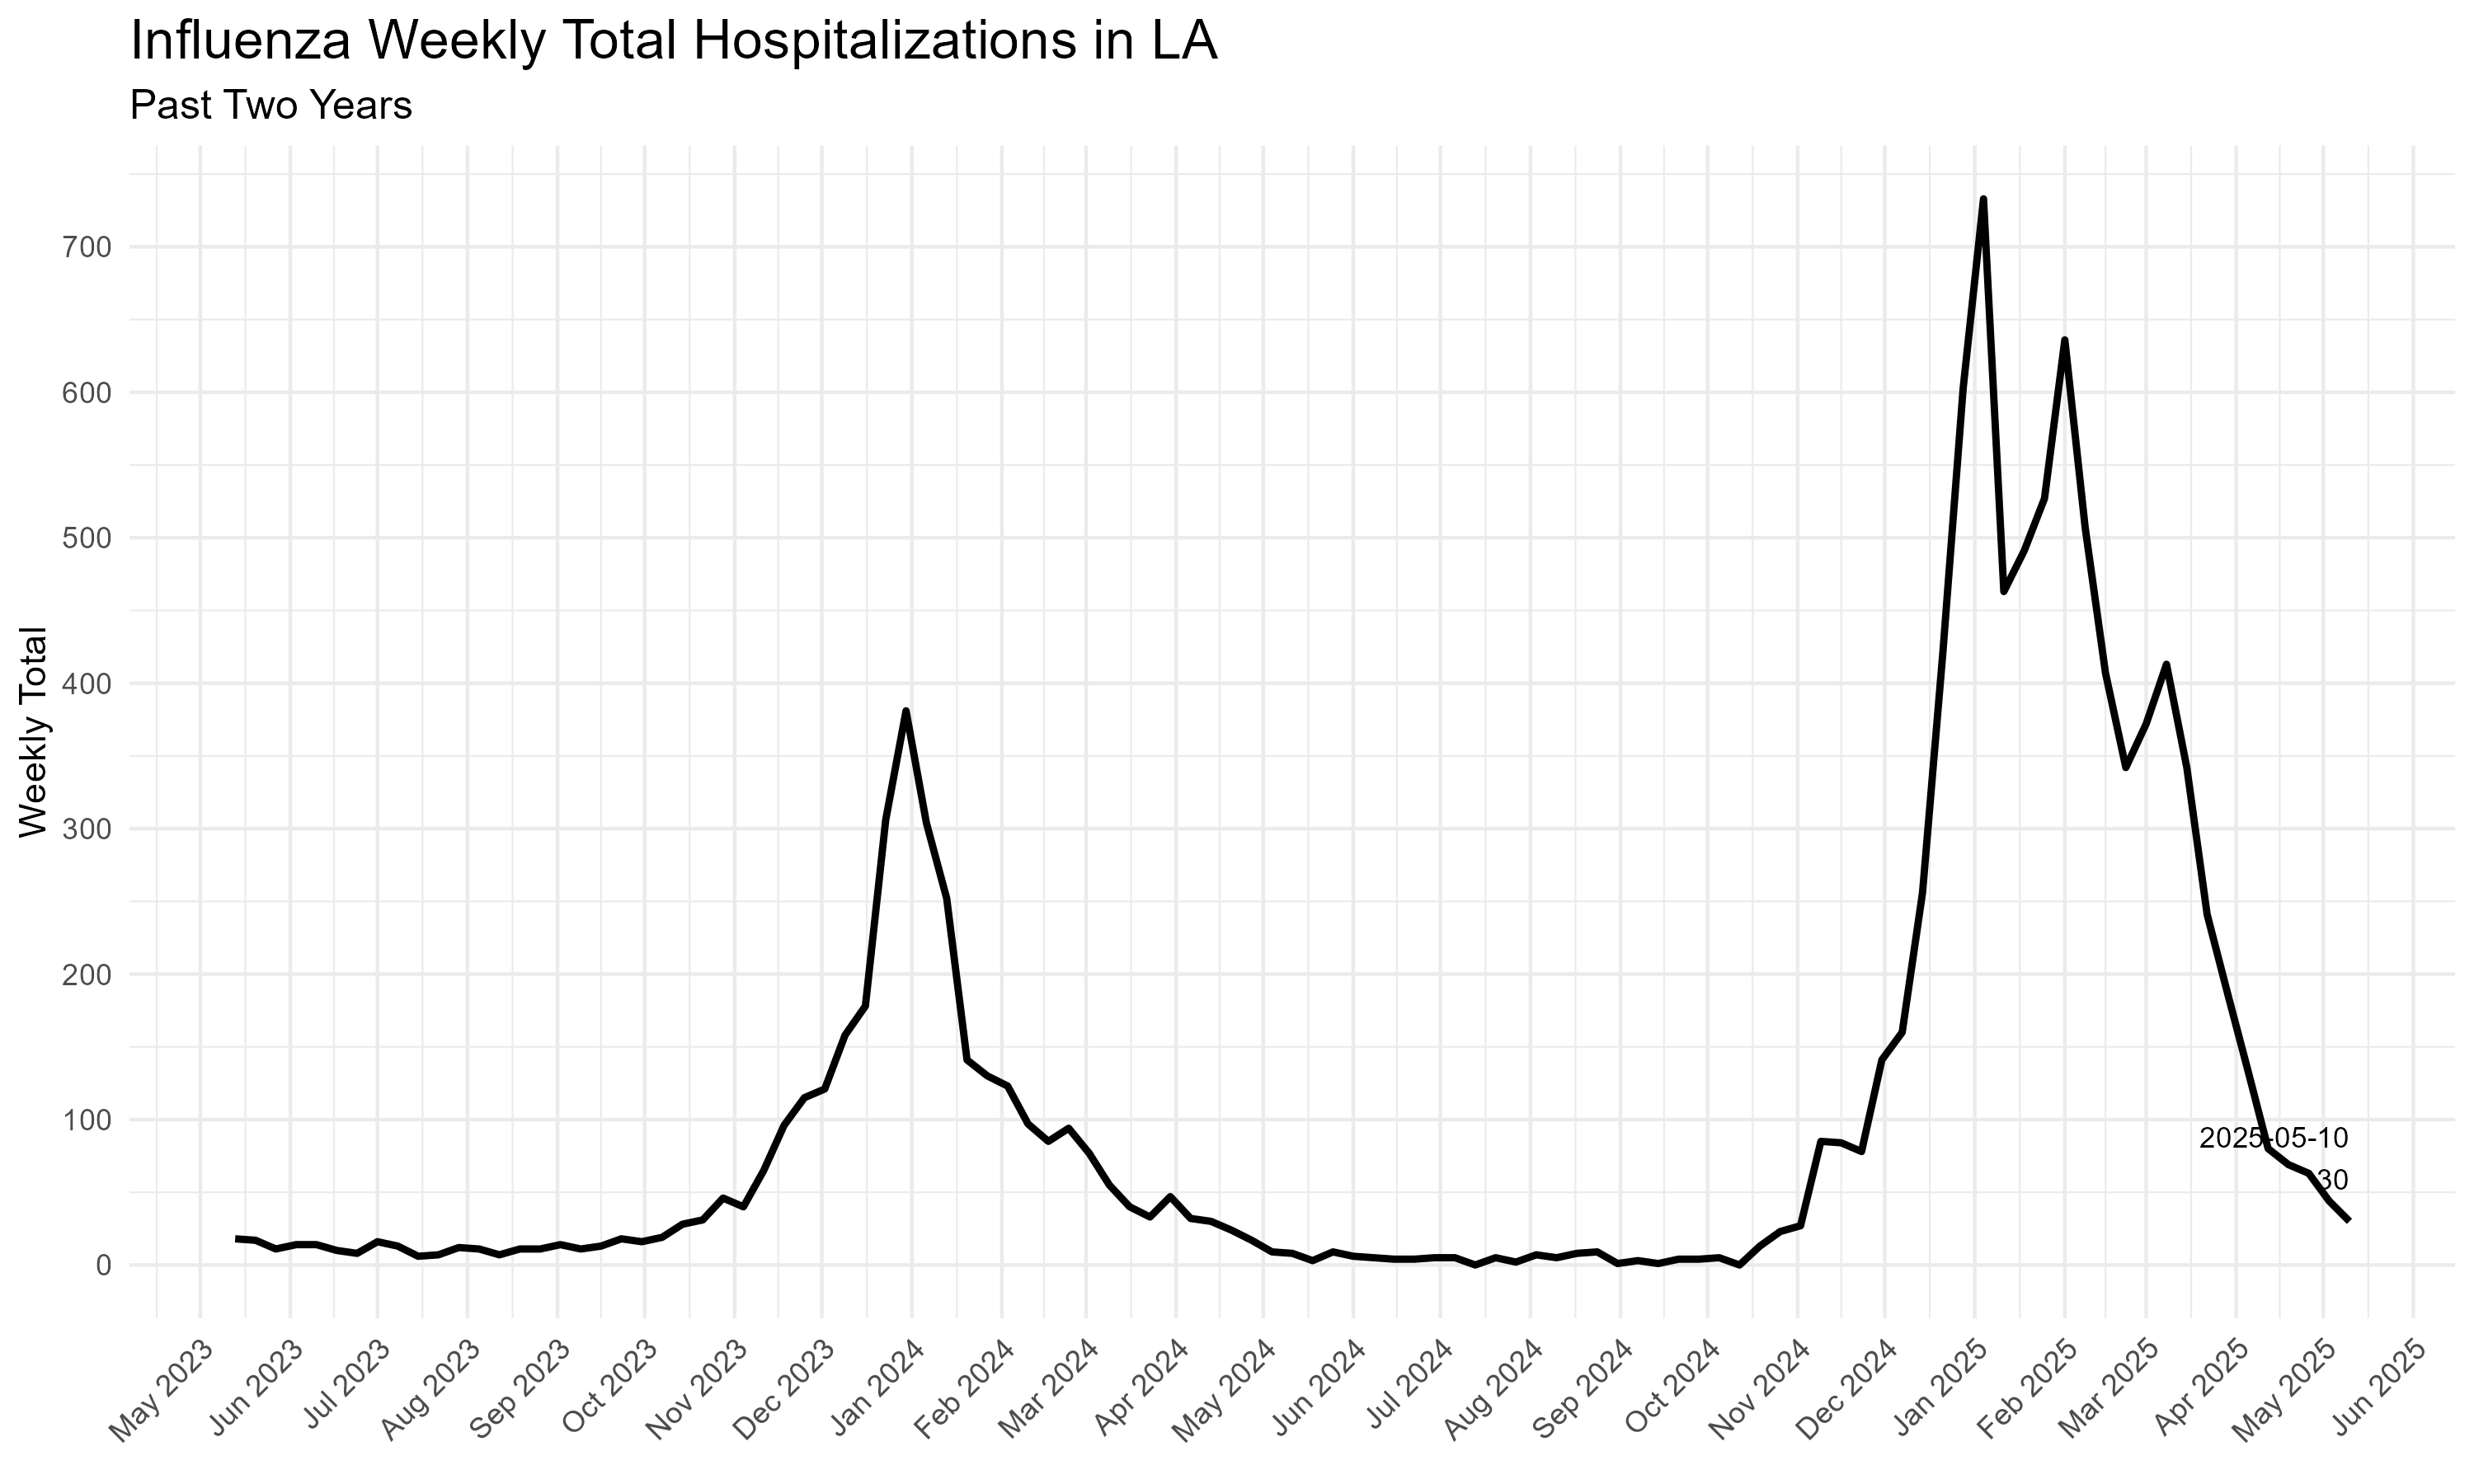 Influenza Weekly Total Hospitalizations in LA
Past Two Years
Weekly Total
700
600
500
400
300
200
100
0
2025-05-10
30
May 2023
Jun 2023
Jul 2023
Aug 2023
Sep 2023
Oct 2023
Nov 2023
Dec 2023
Jan 2024
Feb 2024
Mar 2024
Apr 2024
May 2024
Jun 2024
Jul 2024
Aug 2024
Sep 2024
Oct 2024
Nov 2024
Dec 2024
Jan 2025
Feb 2025
Mar 2025
Apr 2025
May 2025
Jun 2025